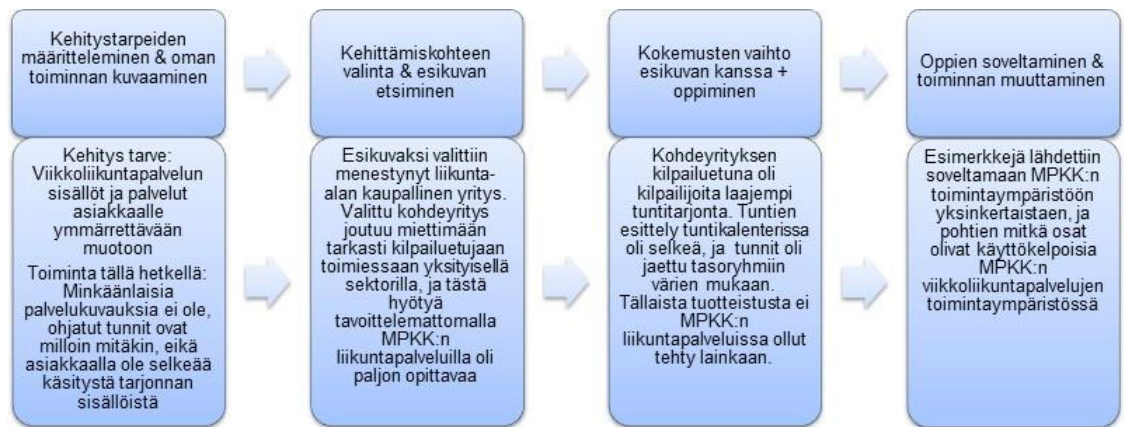 Kehitystarpeiden
määritteleminen & oman
toiminnan kuvaaminen
Kehitys tarve:
Viikkoliikuntapalvelun
sisällöt ja palvelut
asiakkaalle
ymmärrettävään
muotoon
Toiminta tällä hetkellä:
Minkäänlaisia
palvelukuvauksia ei ole,
ohjatut tunnit ovat
milloin mitäkin, eikä
asiakkaalla ole selkeää
käsitystä tarjonnan
sisällöistä
Kehittämiskohteen
valinta & esikuvan
etsiminen
Esikuvaksi valittiin
menestynyt liikunta-
alan kaupallinen yritys.
Valittu kohdeyritys
joutuu miettimään
tarkasti kilpailuetujaan
toimiessaan yksityisellä
sektorilla, ja tästä
hyötyä
tavoittelemattomalla
MPKK:n
liikuntapalveluilla oli
paljon opittavaa
Kokemusten vaihto
esikuvan kanssa +
oppiminen
Kohdeyrityksen
kilpailuetuna oli
kilpailijoita laajempi
tuntitarjonta. Tuntien
esittely tuntikalenterissa
oli selkeä, ja tunnit oli
jaettu tasoryhmiin
värien mukaan.
Tällaista tuotteistusta ei
MPKK:n
liikuntapalveluissa ollut
tehty lainkaan.
Oppien soveltaminen &
toiminnan muuttaminen
Esimerkkejä lähdettiin
soveltamaan MPKK:n
toimintaympäristöön
yksinkertaistaen, ja
pohtien mitkä osat
olivat käyttökelpoisia
MPKK:n
viikkoliikuntapalvelujen
toimintaympäristössä